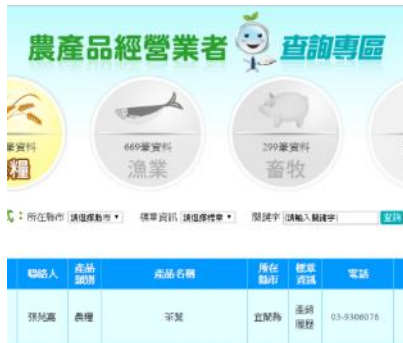 農產品經營業者 查詢專區
筆資料 669筆資料 299筆資料
糧 漁業 畜牧
所在縣市 請選擇縣市 標章資訊 請選擇標章 關鍵字 (請輸入關鍵字) 查詢
聯絡人 產品類別 產品名稱 所在縣市 標章資訊 電話
農糧 茶葉 宜蘭縣 產銷履歷 03-9306076